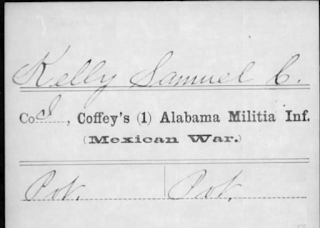 Kelly Samuel C.
Co. I, Coffey's (1) Alabama Militia Inf.
(Mexican War.)
Pvt. Pvt.